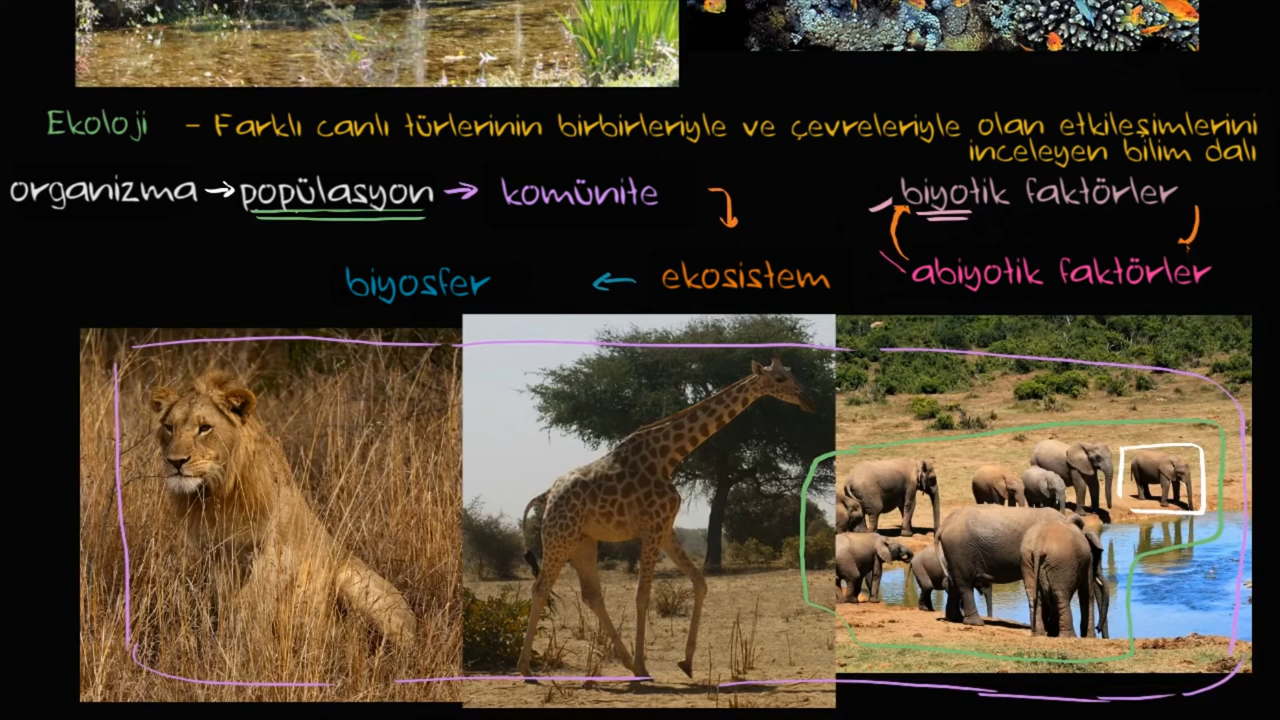 Ekoloji - Farklı canlı türlerinin birbirleriyle ve çevreleriyle olan etkileşimlerini
inceleyen bilim dalı
organizma → popülasyon → komünite
biyotik faktörler
biyosfer ← ekosistem
abiyotik faktörler